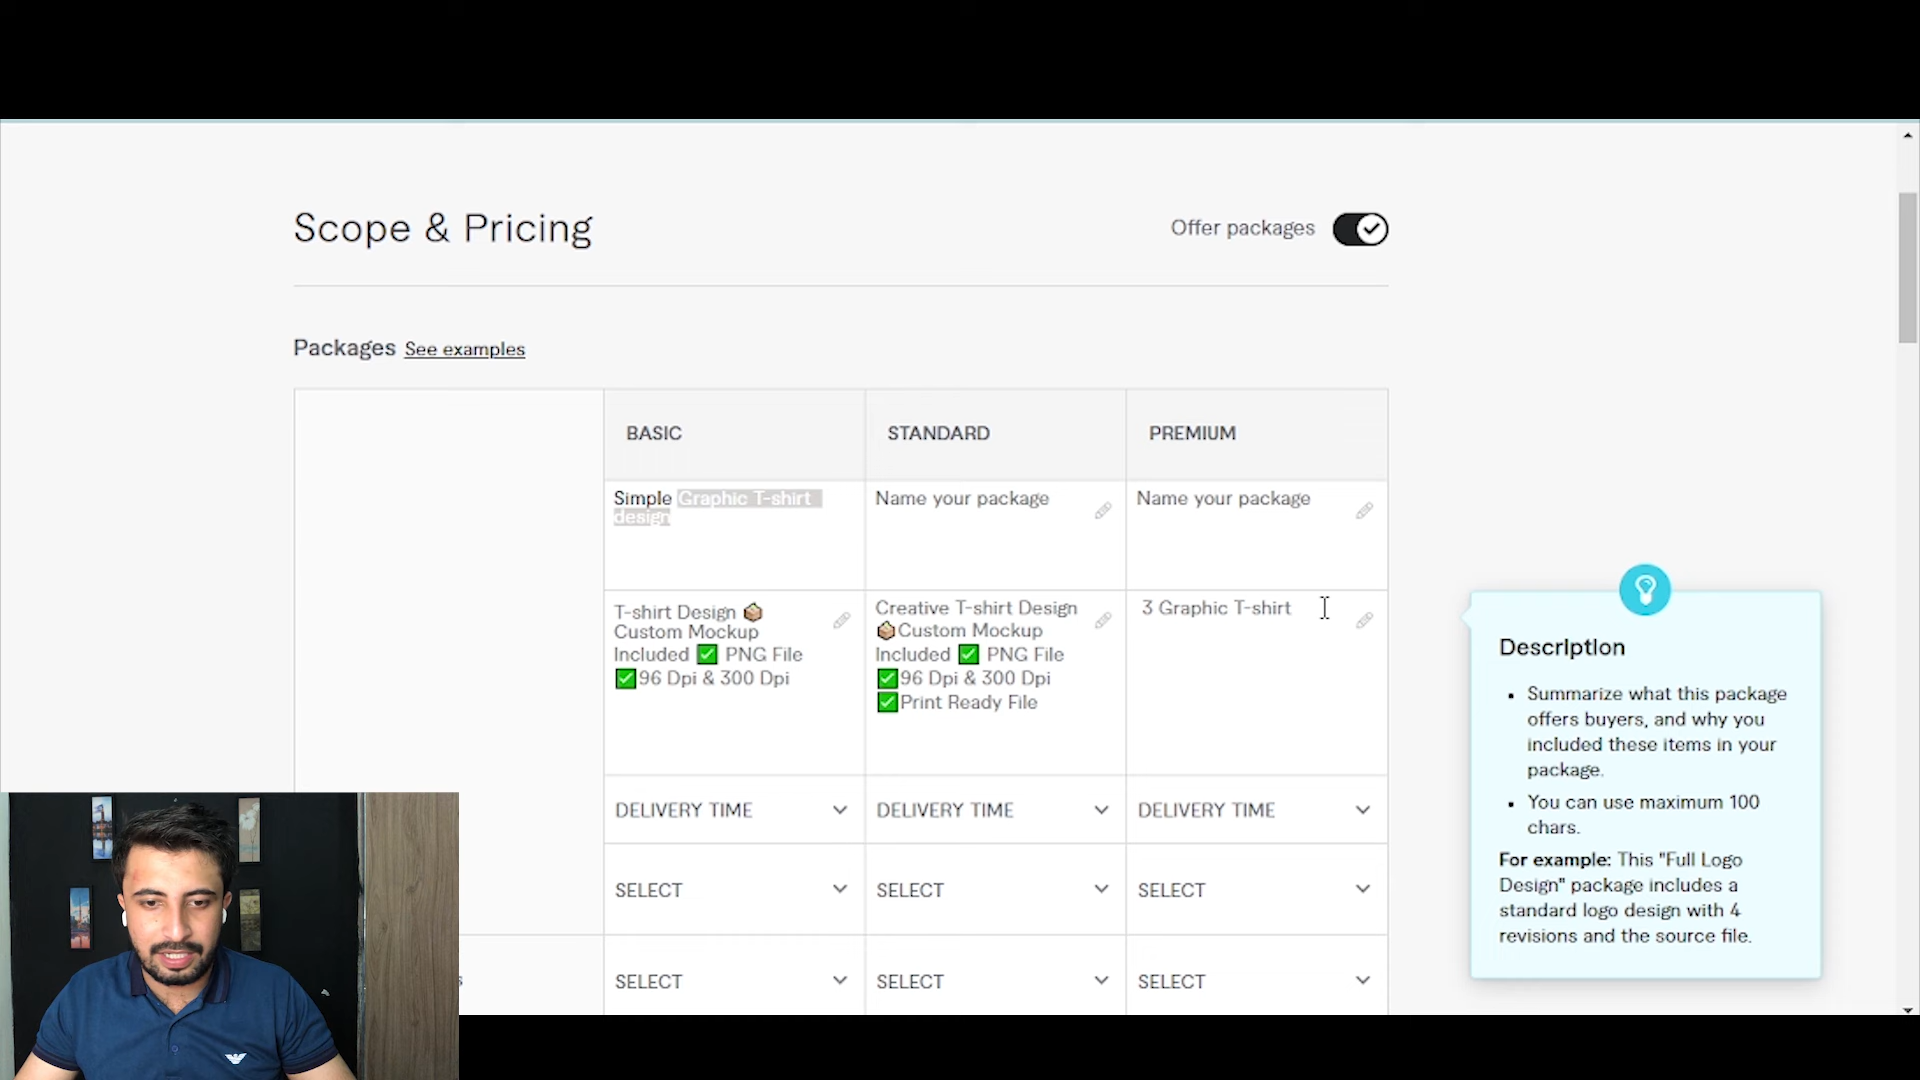 Scope & Pricing
Offer packages
Packages See examples
BASIC
STANDARD
PREMIUM
Simple Graphic T-shirt
design
Name your package
Name your package
T-shirt Design
Custom Mockup
Included ✅ PNG File
✅96 Dpi & 300 Dpi
Creative T-shirt Design
Custom Mockup
Included ✅ PNG File
✅96 Dpi & 300 Dpi
✅Print Ready File
3 Graphic T-shirt
DELIVERY TIME
DELIVERY TIME
DELIVERY TIME
SELECT
SELECT
SELECT
SELECT
SELECT
SELECT
Description
• Summarize what this package
offers buyers, and why you
included these items in your
package.
• You can use maximum 100
chars.
For example: This "Full Logo
Design" package includes a
standard logo design with 4
revisions and the source file.